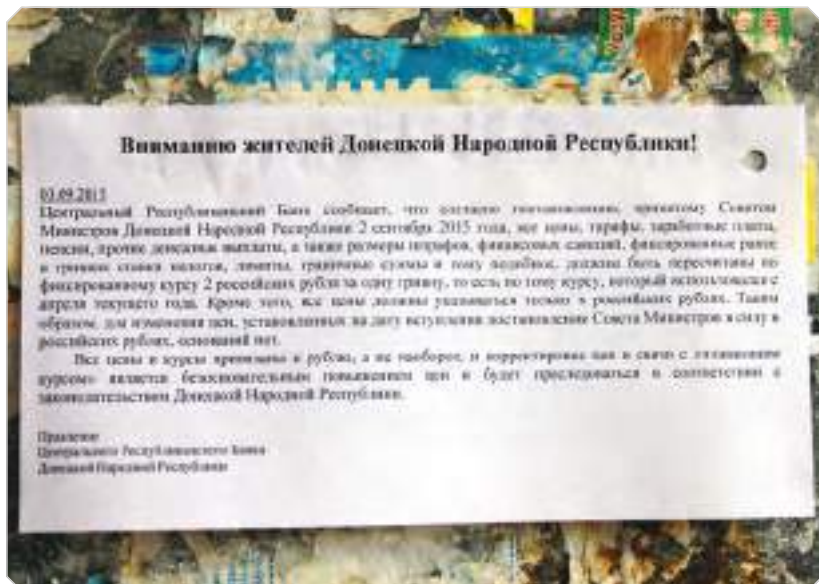 Вниманию жителей Донецкой Народной Республики!
03.09.2015
Центральный Республиканский Банк сообщает, что согласно постановлению, принятому Советом
Министров Донецкой Народной Республики 2 сентября 2015 года, все цены, тарифы, заработные платы,
пенсии, прочие денежные выплаты, а также размеры штрафов, финансовых санкций, фиксированные ранее
в гривнах ставки налогов, лимиты, граничные суммы и тому подобное, должны быть пересчитаны по
фиксированному курсу 2 российских рубля за одну гривну, то есть по тому курсу, который использовался с
апреля текущего года. Кроме того, все цены должны указываться только в российских рублях. Таким
образом, для изменения цен, установленных на дату вступления постановления Совета Министров в силу в
российских рублях, оснований нет.
Все цены и курсы привязаны к рублю, а не наоборот, и корректировка цен в связи с
курсом» является безосновательным повышением цен и будет преследоваться в соответствии с
законодательством Донецкой Народной Республики.
Правление
Центрального Республиканского Банка
Донецкой Народной Республики